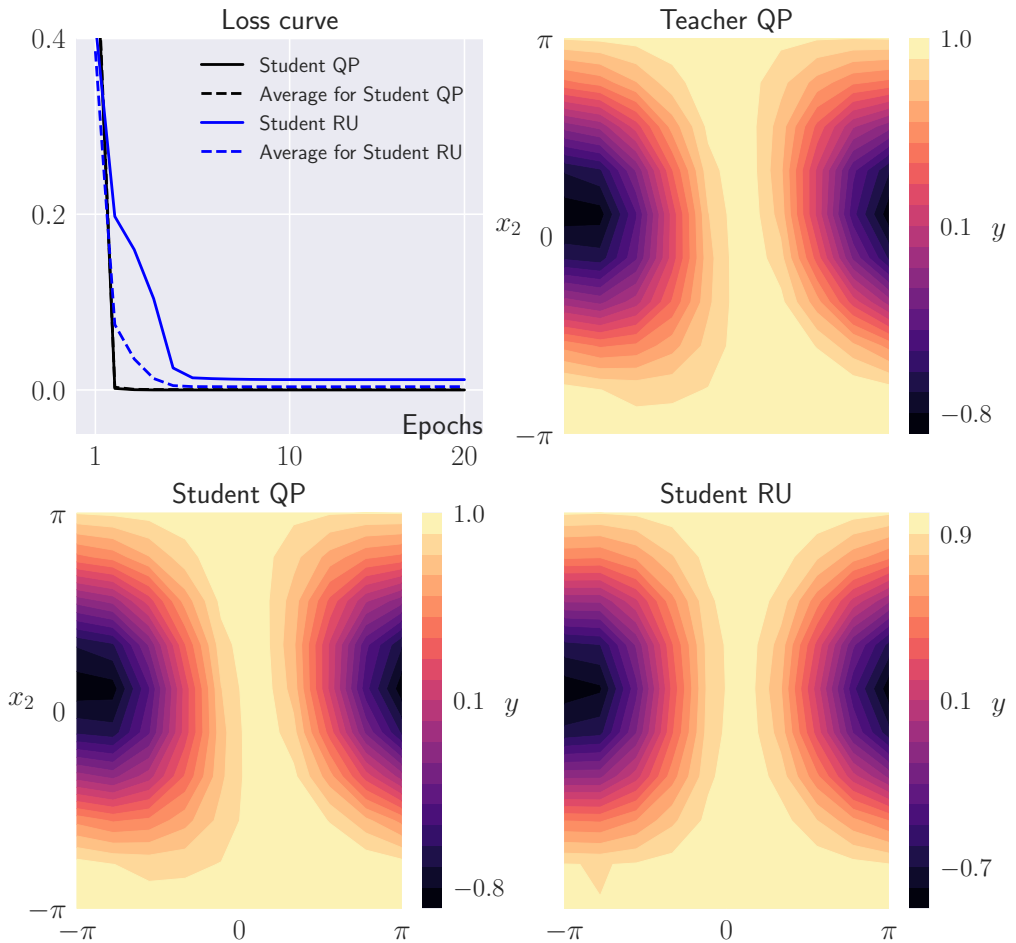 Loss curve
0.4
0.2
0.0
Student QP
Average for Student QP
Student RU
Average for Student RU
Epochs
1
10
20
Teacher QP
π
x₂
0
−π
1.0
0.1
y
−0.8
Student QP
π
x₂
0
−π
−π
0
π
1.0
0.1
y
−0.8
Student RU
−π
0
π
0.9
0.1
y
−0.7